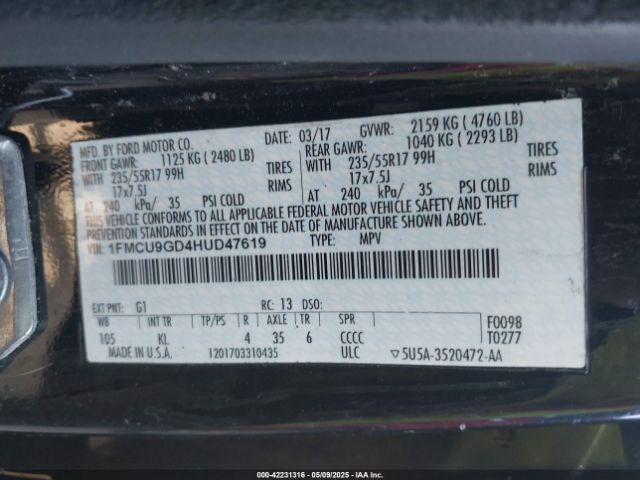 MFD. BY FORD MOTOR CO. DATE: 03/17 GVWR: 2159 KG ( 4760 LB)
FRONT GAWR: 1125 KG ( 2480 LB) REAR GAWR: 1040 KG ( 2293 LB)
WITH 235/55R17 99H TIRES WITH 235/55R17 99H TIRES
17x7.5J RIMS 17x7.5J RIMS
AT 240 kPa/ 35 PSI COLD AT 240 kPa/ 35 PSI COLD
THIS VEHICLE CONFORMS TO ALL APPLICABLE FEDERAL MOTOR VEHICLE SAFETY AND THEFT
PREVENTION STANDARDS IN EFFECT ON THE DATE OF MANUFACTURE SHOWN ABOVE.
VIN: 1FMCU9GD4HUD47619 TYPE: MPV
EXT PNT: G1 RC: 13 DSO:
WB INT TR TP/PS R AXLE TR SPR F0098
105 KL 4 35 6 CCCC T0277
MADE IN U.S.A. 1201703310435 ULC ▽5U5A-3520472-AA
000-42231316 - 05/09/2025 - IAA Inc.